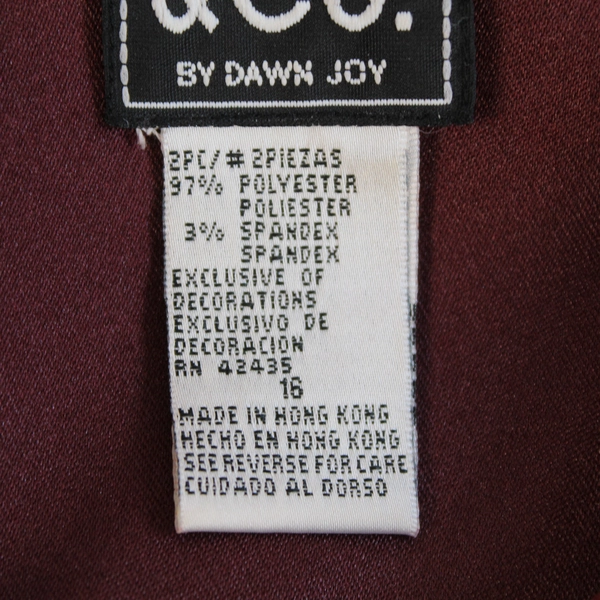 &Co.
BY DAWN JOY
2PC/# 2PIEZAS
97% POLYESTER
POLIESTER
3% SPANDEX
SPANDEX
EXCLUSIVE OF
DECORATIONS
EXCLUSIVO DE
DECORACION
RN 42435
16
MADE IN HONG KONG
HECHO EN HONG KONG
SEE REVERSE FOR CARE
CUIDADO AL DORSO